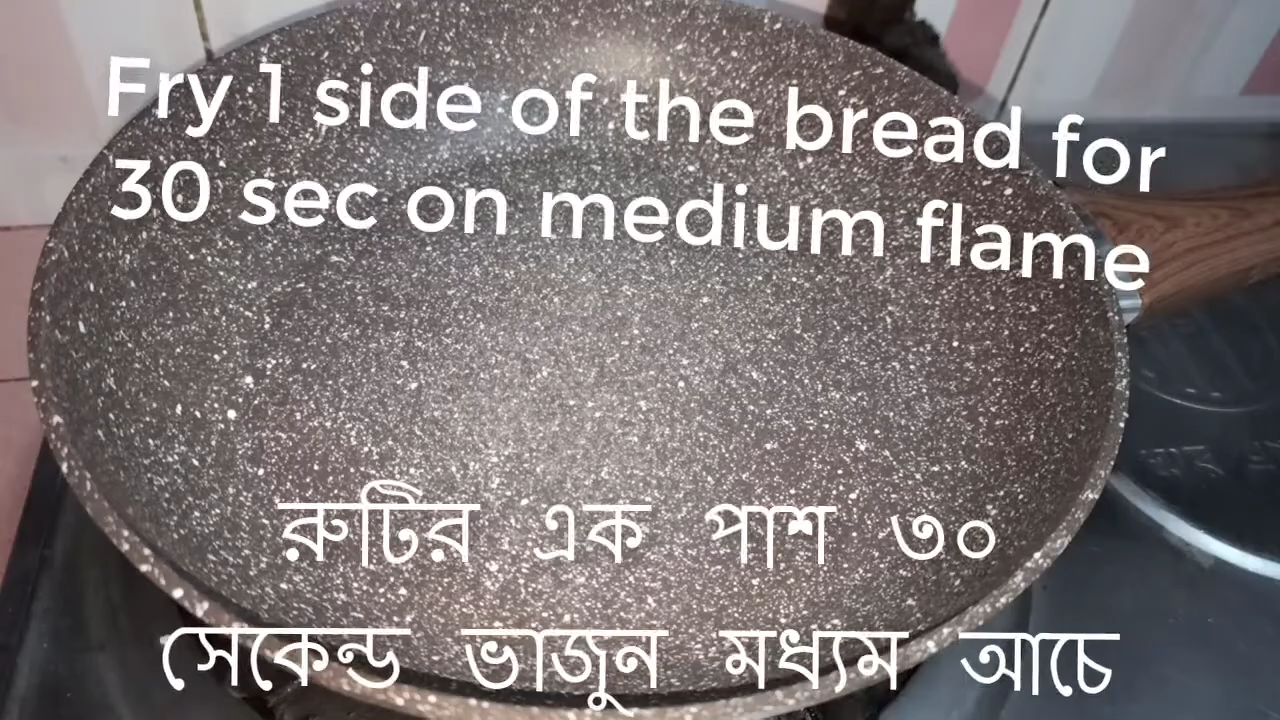 Fry 1 side of the bread for
30 sec on medium flame
রুটির এক পাশ ৩০
সেকেন্ড ভাজুন মধ্যম আচে